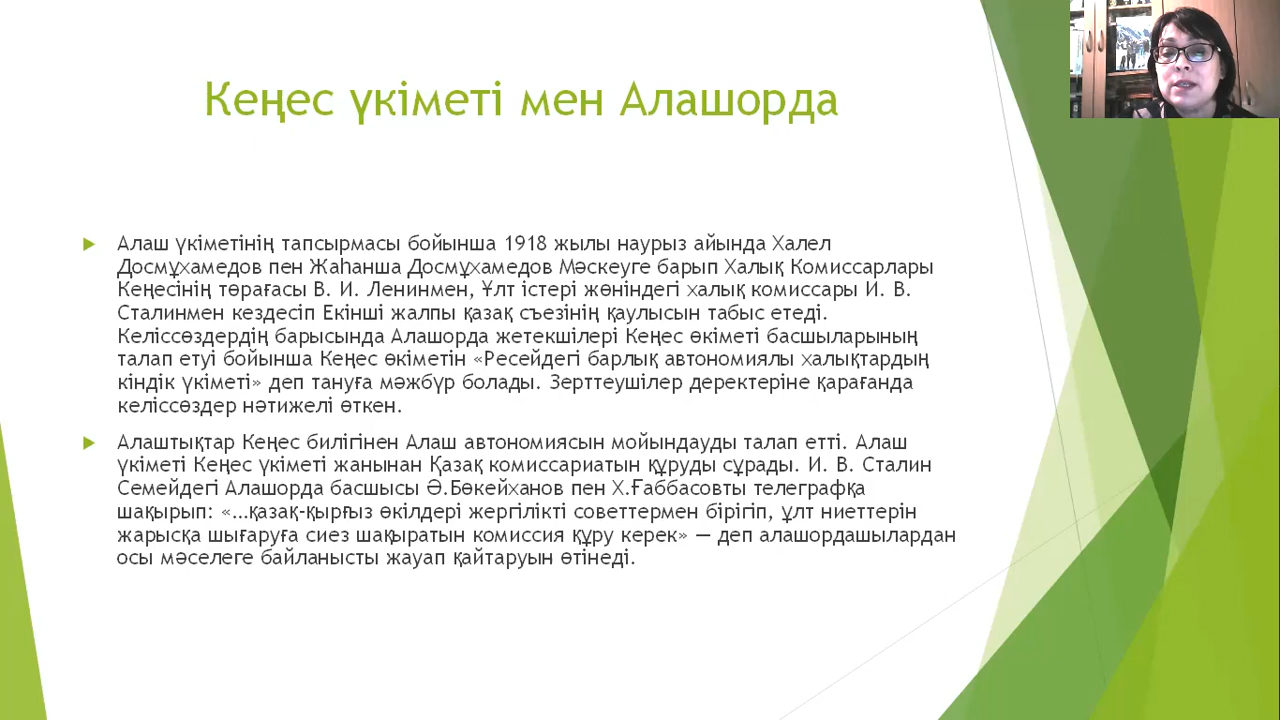 Кеңес үкіметі мен Алашорда
Алаш үкіметінің тапсырмасы бойынша 1918 жылы наурыз айында Халел
Досмұхамедов пен Жаһанша Досмұхамедов Мәскеуге барып Халық Комиссарлары
Кеңесінің төрағасы В. И. Ленинмен, Ұлт істері жөніндегі халық комиссары И. В.
Сталинмен кездесіп Екінші жалпы қазақ съезінің қаулысын табыс етеді.
Келіссөздердің барысында Алашорда жетекшілері Кеңес өкіметі басшыларының
талап етуі бойынша Кеңес өкіметін «Ресейдегі барлық автономиялы халықтардың
кіндік үкіметі» деп тануға мәжбүр болады. Зерттеушілер деректеріне қарағанда
келіссөздер нәтижелі өткен.
Алаштықтар Кеңес билігінен Алаш автономиясын мойындауды талап етті. Алаш
үкіметі Кеңес үкіметі жанынан Қазақ комиссариатын құруды сұрады. И. В. Сталин
Семейдегі Алашорда басшысы Ә.Бөкейханов пен Х.Ғаббасовты телеграфқа
шақырып: «…қазақ-қырғыз өкілдері жергілікті советтермен бірігіп, ұлт ниеттерін
жарысқа шығаруға сиез шақыратын комиссия құру керек» — деп алашордашылардан
осы мәселеге байланысты жауап қайтаруын өтінеді.